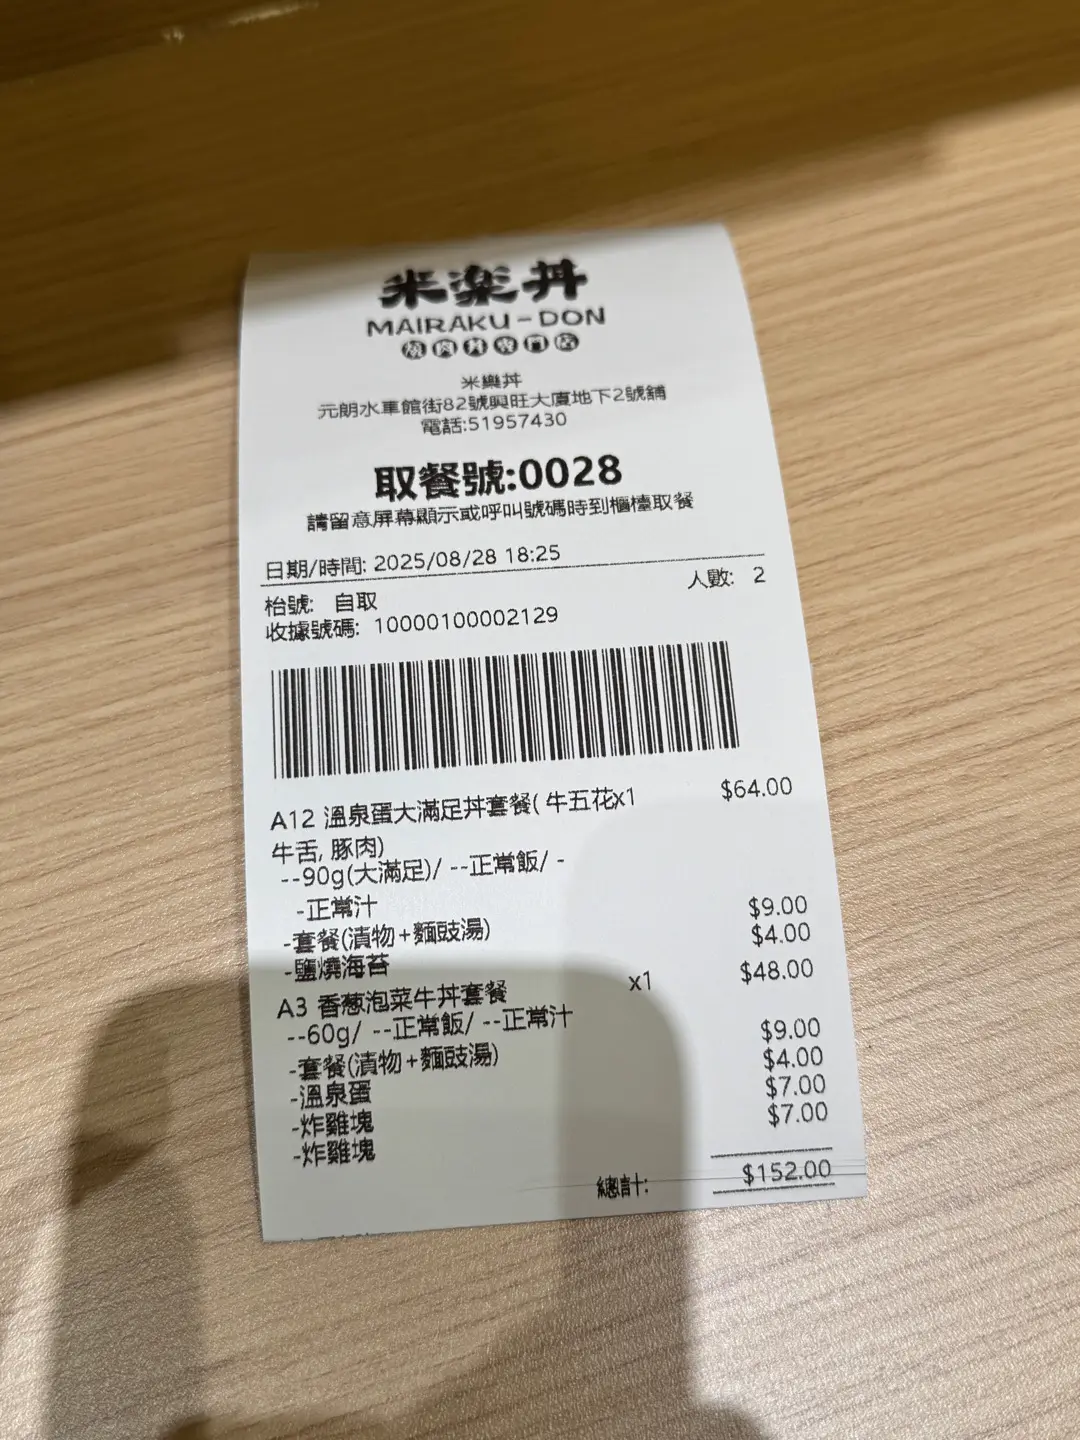 米楽丼
MAIRAKU-DON
燒肉丼専門店
米樂丼
元朗水車館街82號興旺大廈地下2號舖
電話:51957430
取餐號:0028
請留意屏幕顯示或呼叫號碼時到櫃檯取餐
日期/時間: 2025/08/28 18:25
枱號: 自取 人數: 2
收據號碼: 10000100002129
A12 溫泉蛋大滿足丼套餐( 牛五花x1 $64.00
牛舌, 豚肉)
--90g(大滿足)/ --正常飯/ -
-正常汁
-套餐(漬物+麵豉湯) $9.00
-鹽燒海苔 $4.00
A3 香葱泡菜牛丼套餐 x1 $48.00
--60g/ --正常飯/ --正常汁
-套餐(漬物+麵豉湯) $9.00
-溫泉蛋 $4.00
-炸雞塊 $7.00
-炸雞塊 $7.00
總計: $152.00